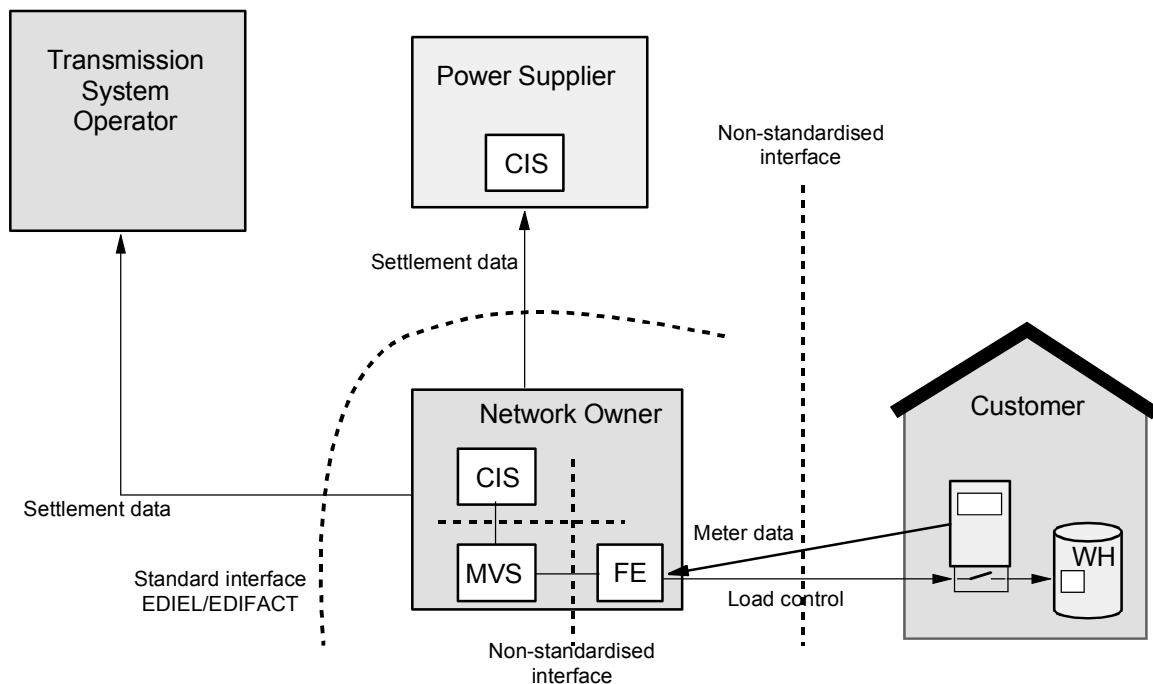 Transmission
System
Operator
Power Supplier
CIS
Non-standardised
interface
Settlement data
Network Owner
CIS
Customer
Settlement data
Meter data
MVS
FE
WH
Standard interface
EDIEL/EDIFACT
Load control
Non-standardised
interface